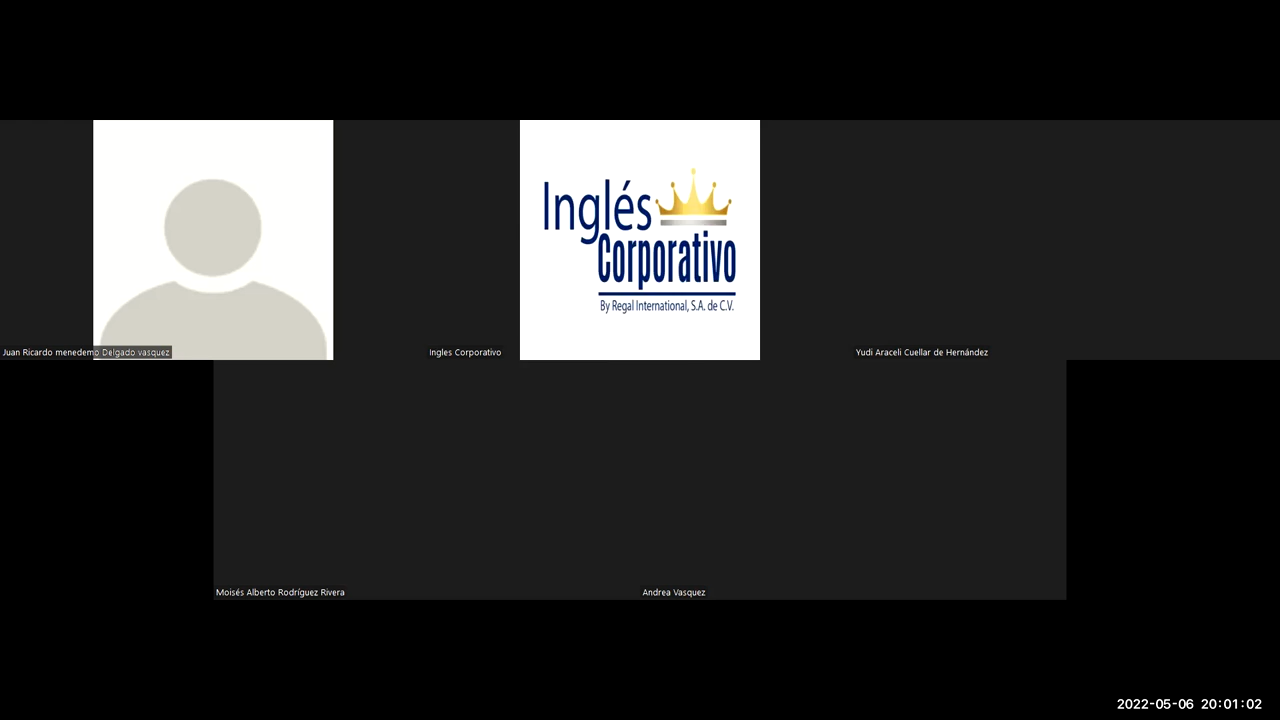 Inglés
Corporativo
By Regal International, S.A. de C.V.
Juan Ricardo menedemo Delgado vasquez
Ingles Corporativo
Yudi Araceli Cuellar de Hernández
Moisés Alberto Rodríguez Rivera
Andrea Vasquez
2022-05-06 20:01:02